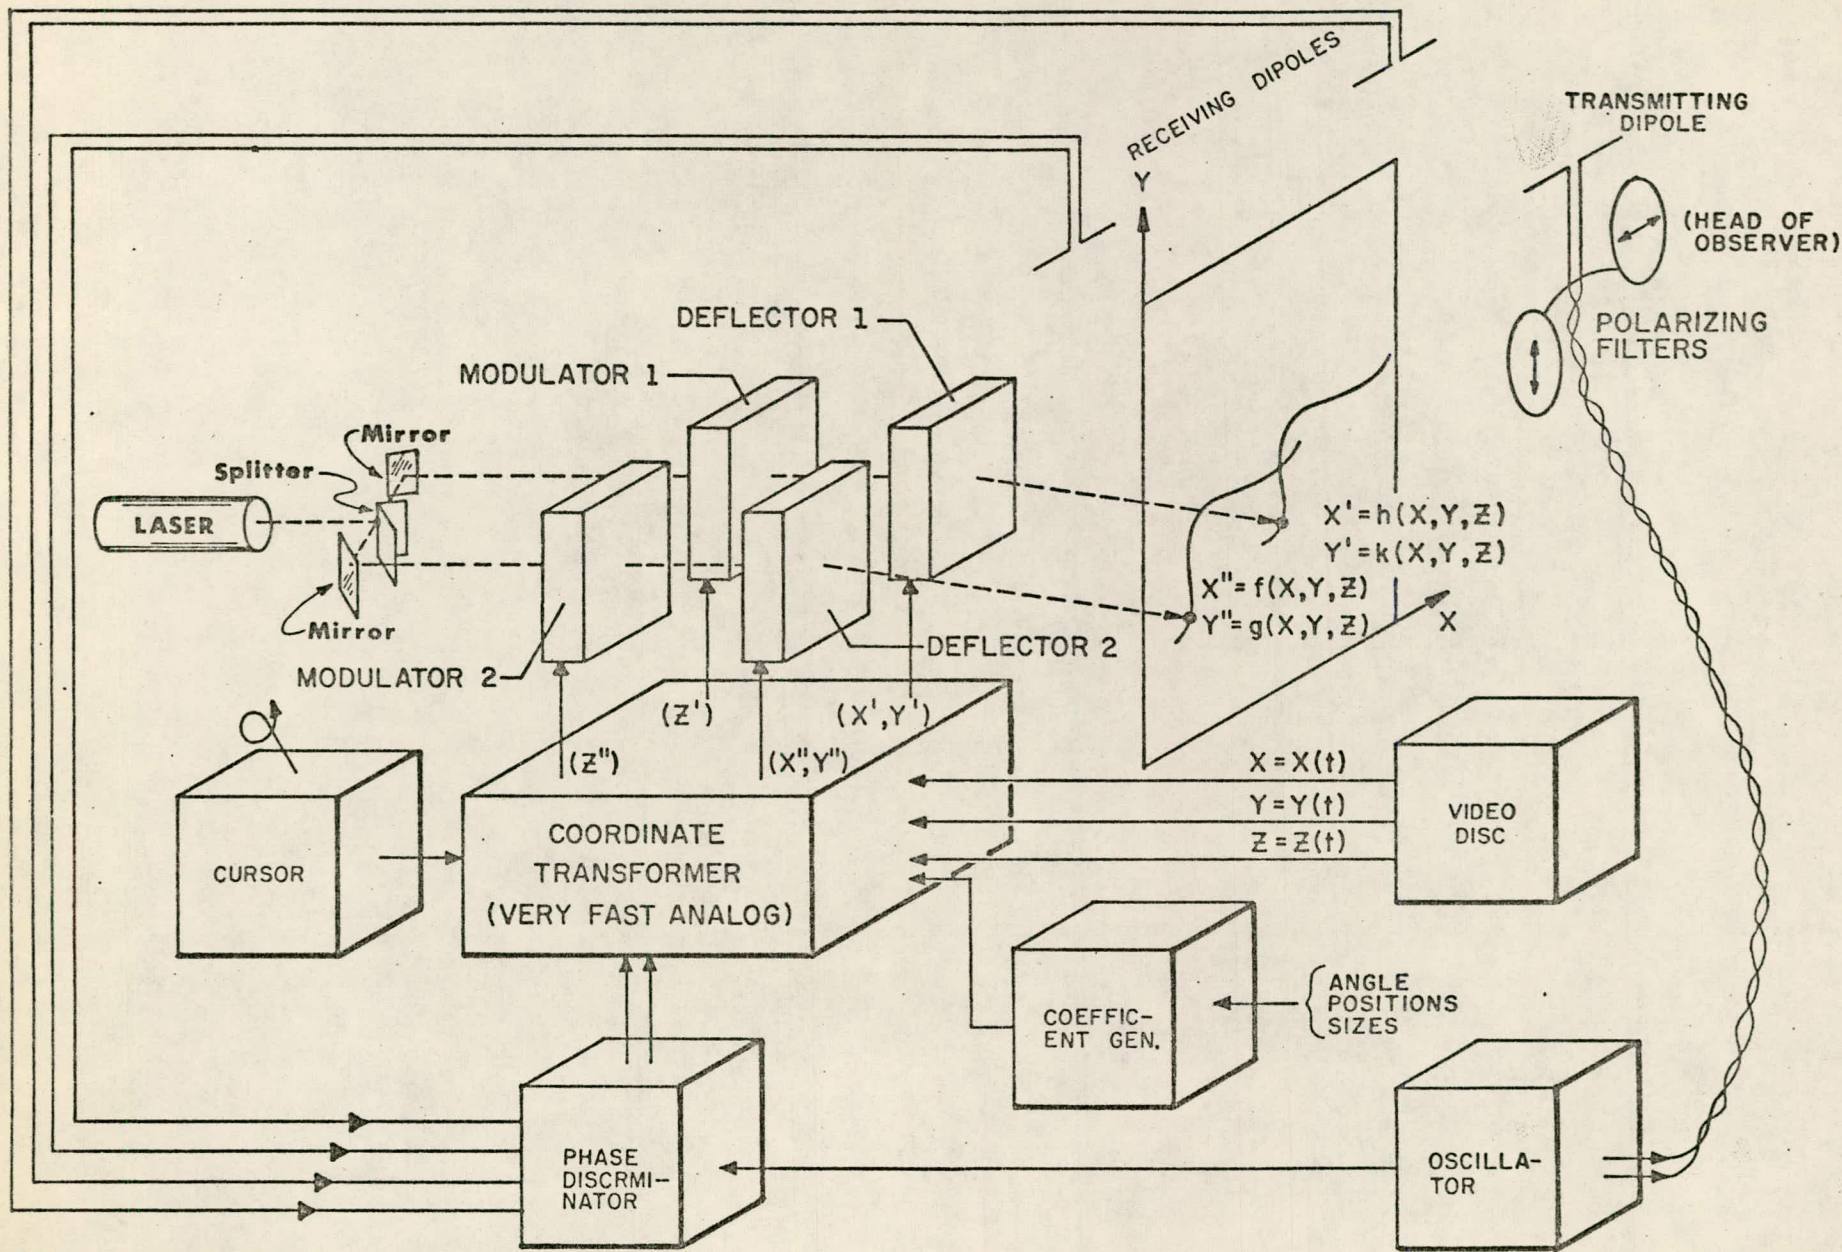 RECEIVING DIPOLES
TRANSMITTING
DIPOLE
Y
(HEAD OF
OBSERVER)
POLARIZING
FILTERS
DEFLECTOR 1
MODULATOR 1
Mirror
Splitter
LASER
Mirror
MODULATOR 2
DEFLECTOR 2
X'=h(X,Y,Z)
Y'=k(X,Y,Z)
X"=f(X,Y,Z)
Y"=g(X,Y,Z)
X
(Z')
(X',Y')
(Z")
(X",Y")
CURSOR
COORDINATE
TRANSFORMER
(VERY FAST ANALOG)
X=X(t)
Y=Y(t)
Z=Z(t)
VIDEO
DISC
COEFFIC-
ENT GEN.
ANGLE
POSITIONS
SIZES
PHASE
DISCRMI-
NATOR
OSCILLA-
TOR